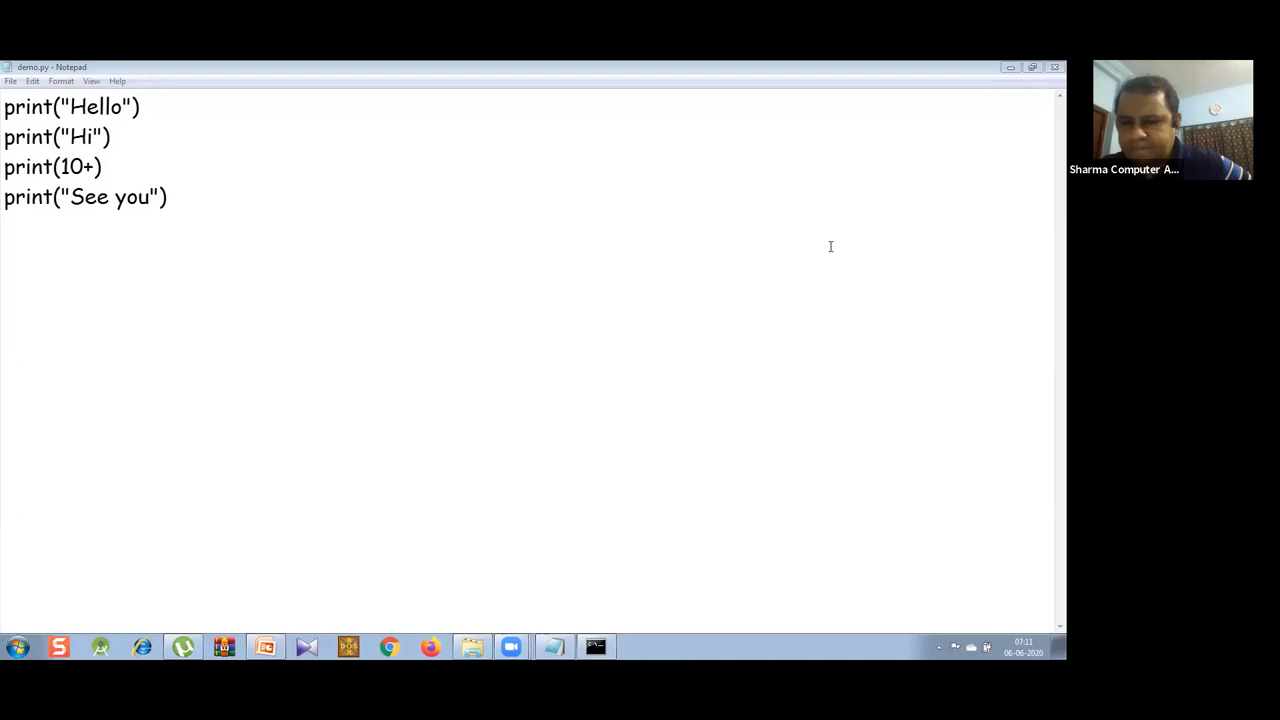 demo.py - Notepad
File Edit Format View Help
print("Hello")
print("Hi")
print(10+)
print("See you")
Sharma Computer A...
07:11
06-06-2020